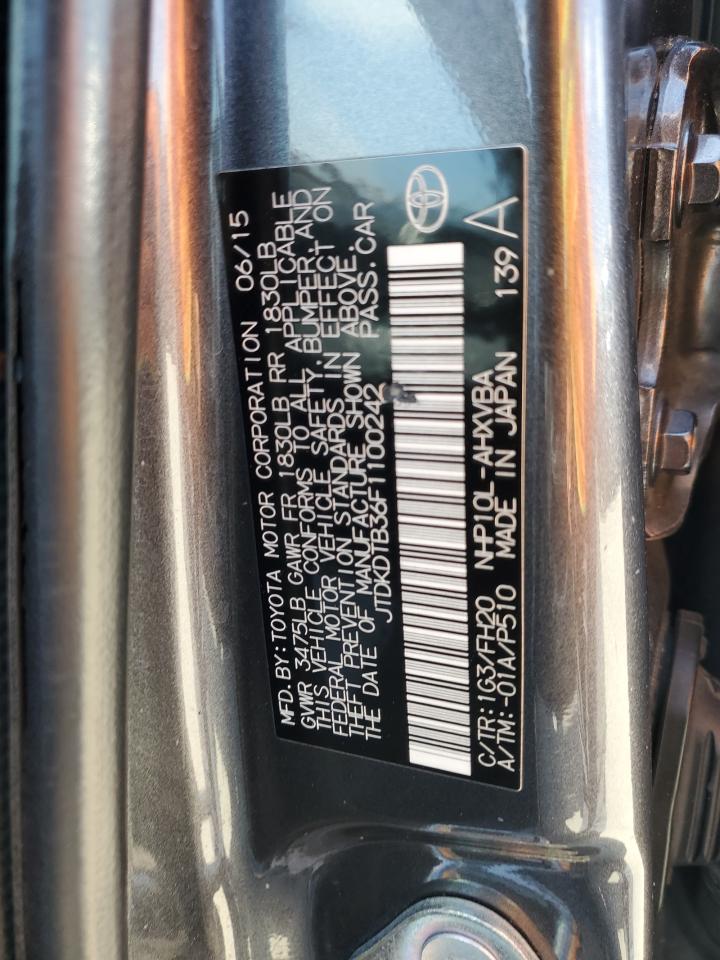 MFD. BY: TOYOTA MOTOR CORPORATION 06/15
GVWR 3475LB GAWR FR 1830LB RR 1830LB
THIS VEHICLE CONFORMS TO ALL APPLICABLE
FEDERAL MOTOR VEHICLE SAFETY, BUMPER, AND
THEFT PREVENTION STANDARDS IN EFFECT ON
THE DATE OF MANUFACTURE SHOWN ABOVE.
JTDKDTB36F1100242 PASS. CAR
C/TR: 1G3/FH20 NHP10L-AHXVBA 139
A/TM: -01A/P510 MADE IN JAPAN A